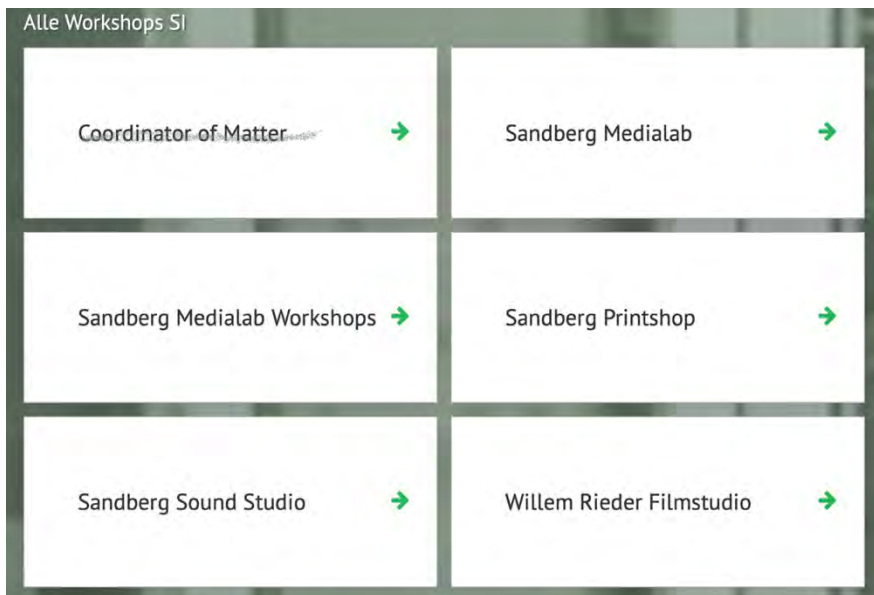 Alle Workshops SI
Coordinator of Matter
Sandberg Medialab
Sandberg Medialab Workshops
Sandberg Printshop
Sandberg Sound Studio
Willem Rieder Filmstudio